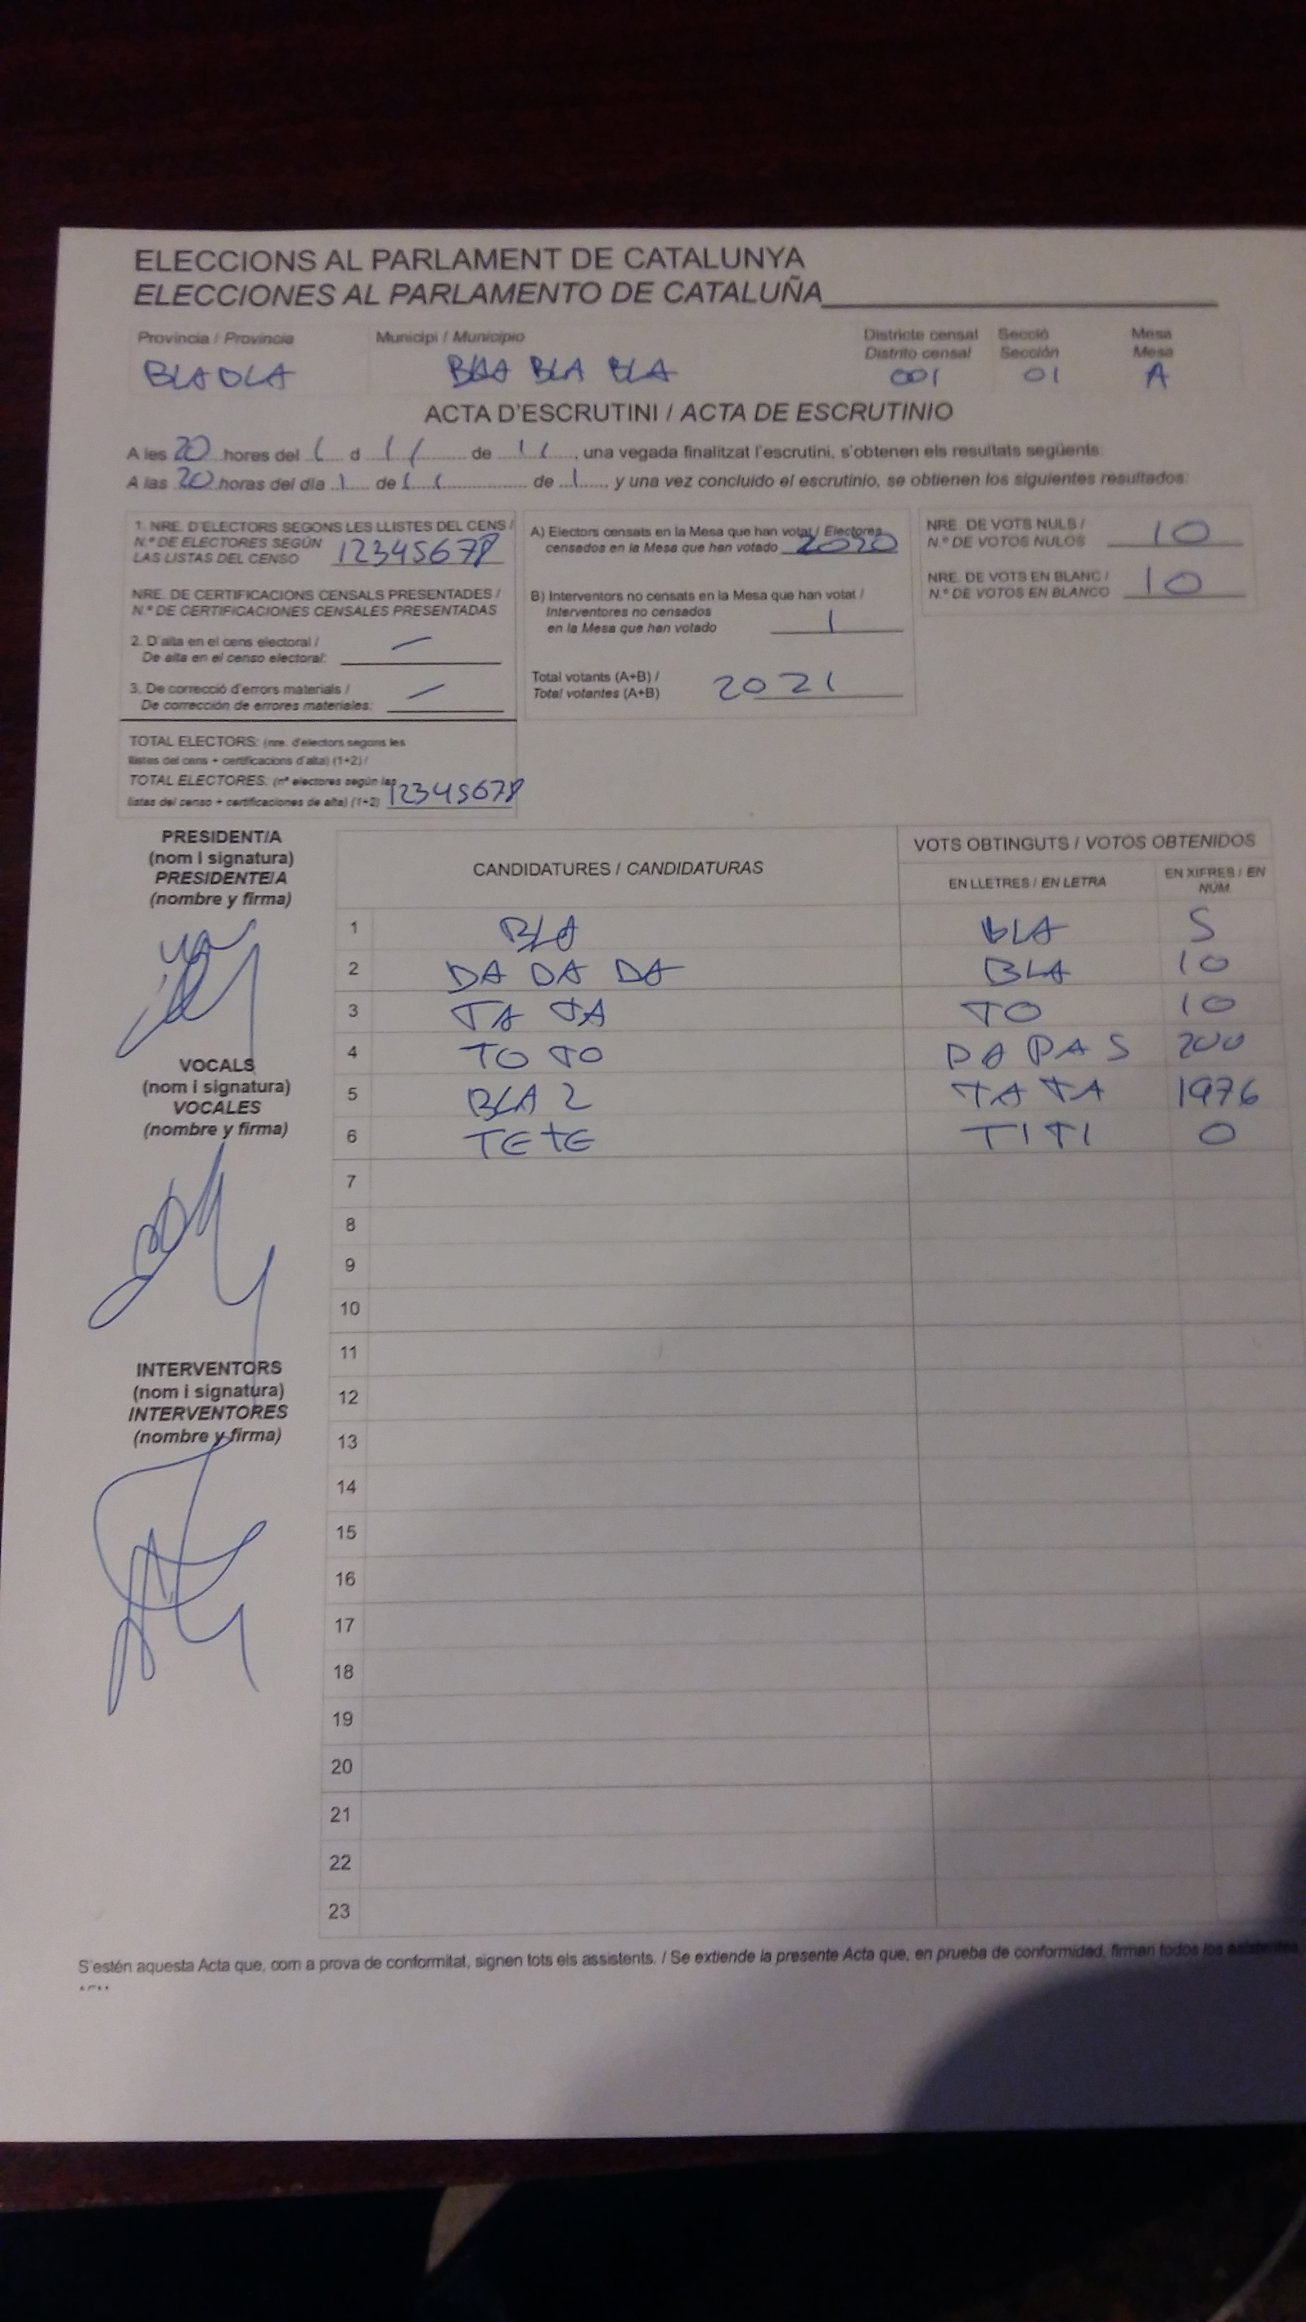 ELECCIONS AL PARLAMENT DE CATALUNYA
ELECCIONES AL PARLAMENTO DE CATALUÑA
Província / Provincia
Municipi / Municipio
Districte censal
Distrito censal
Secció
Sección
Mesa
Mesa
BLA BLA BLA
001
01
A
ACTA D'ESCRUTINI / ACTA DE ESCRUTINIO
A les 20 hores del d de , una vegada finalitzat l'escrutini, s'obtenen els resultats següents:
A las 20 horas del día 1 de de 1, y una vez concluido el escrutinio, se obtienen los siguientes resultados:
1. NRE. D'ELECTORS SEGONS LES LLISTES DEL CENS /
N.º DE ELECTORES SEGÚN
LAS LISTAS DEL CENSO 12345678
NRE. DE CERTIFICACIONS CENSALS PRESENTADES /
N.º DE CERTIFICACIONES CENSALES PRESENTADAS
2. D'alta en el cens electoral /
De alta en el censo electoral: —
3. De correcció d'errors materials /
De corrección de errores materiales: —
TOTAL ELECTORS: (nre. d'electors segons les
llistes del cens + certificacions d'alta) (1+2) /
TOTAL ELECTORES: (nº electores según las
listas del censo + certificaciones de alta) (1+2) 12345678
A) Electors censats en la Mesa que han votat / Electores
censados en la Mesa que han votado 2020
B) Interventors no censats en la Mesa que han votat /
Interventores no censados
en la Mesa que han votado 1
Total votants (A+B) /
Total votantes (A+B) 2021
NRE. DE VOTS NULS /
N.º DE VOTOS NULOS 10
NRE. DE VOTS EN BLANC /
N.º DE VOTOS EN BLANCO 10
PRESIDENT/A
(nom i signatura)
PRESIDENTE/A
(nombre y firma)
VOCALS
(nom i signatura)
VOCALES
(nombre y firma)
INTERVENTORS
(nom i signatura)
INTERVENTORES
(nombre y firma)
CANDIDATURES / CANDIDATURAS
VOTS OBTINGUTS / VOTOS OBTENIDOS
EN LLETRES / EN LETRA
EN XIFRES / EN
NÚM.
1 BLA BLA 5
2 DA DA DA BLA 10
3 TA TA TO 10
4 TO TO PAPAS 200
5 BLA 2 TA TA 1976
6 TE TE TI TI 0
7
8
9
10
11
12
13
14
15
16
17
18
19
20
21
22
23
S'estén aquesta Acta que, com a prova de conformitat, signen tots els assistents. / Se extiende la presente Acta que, en prueba de conformidad, firman todos los asistentes